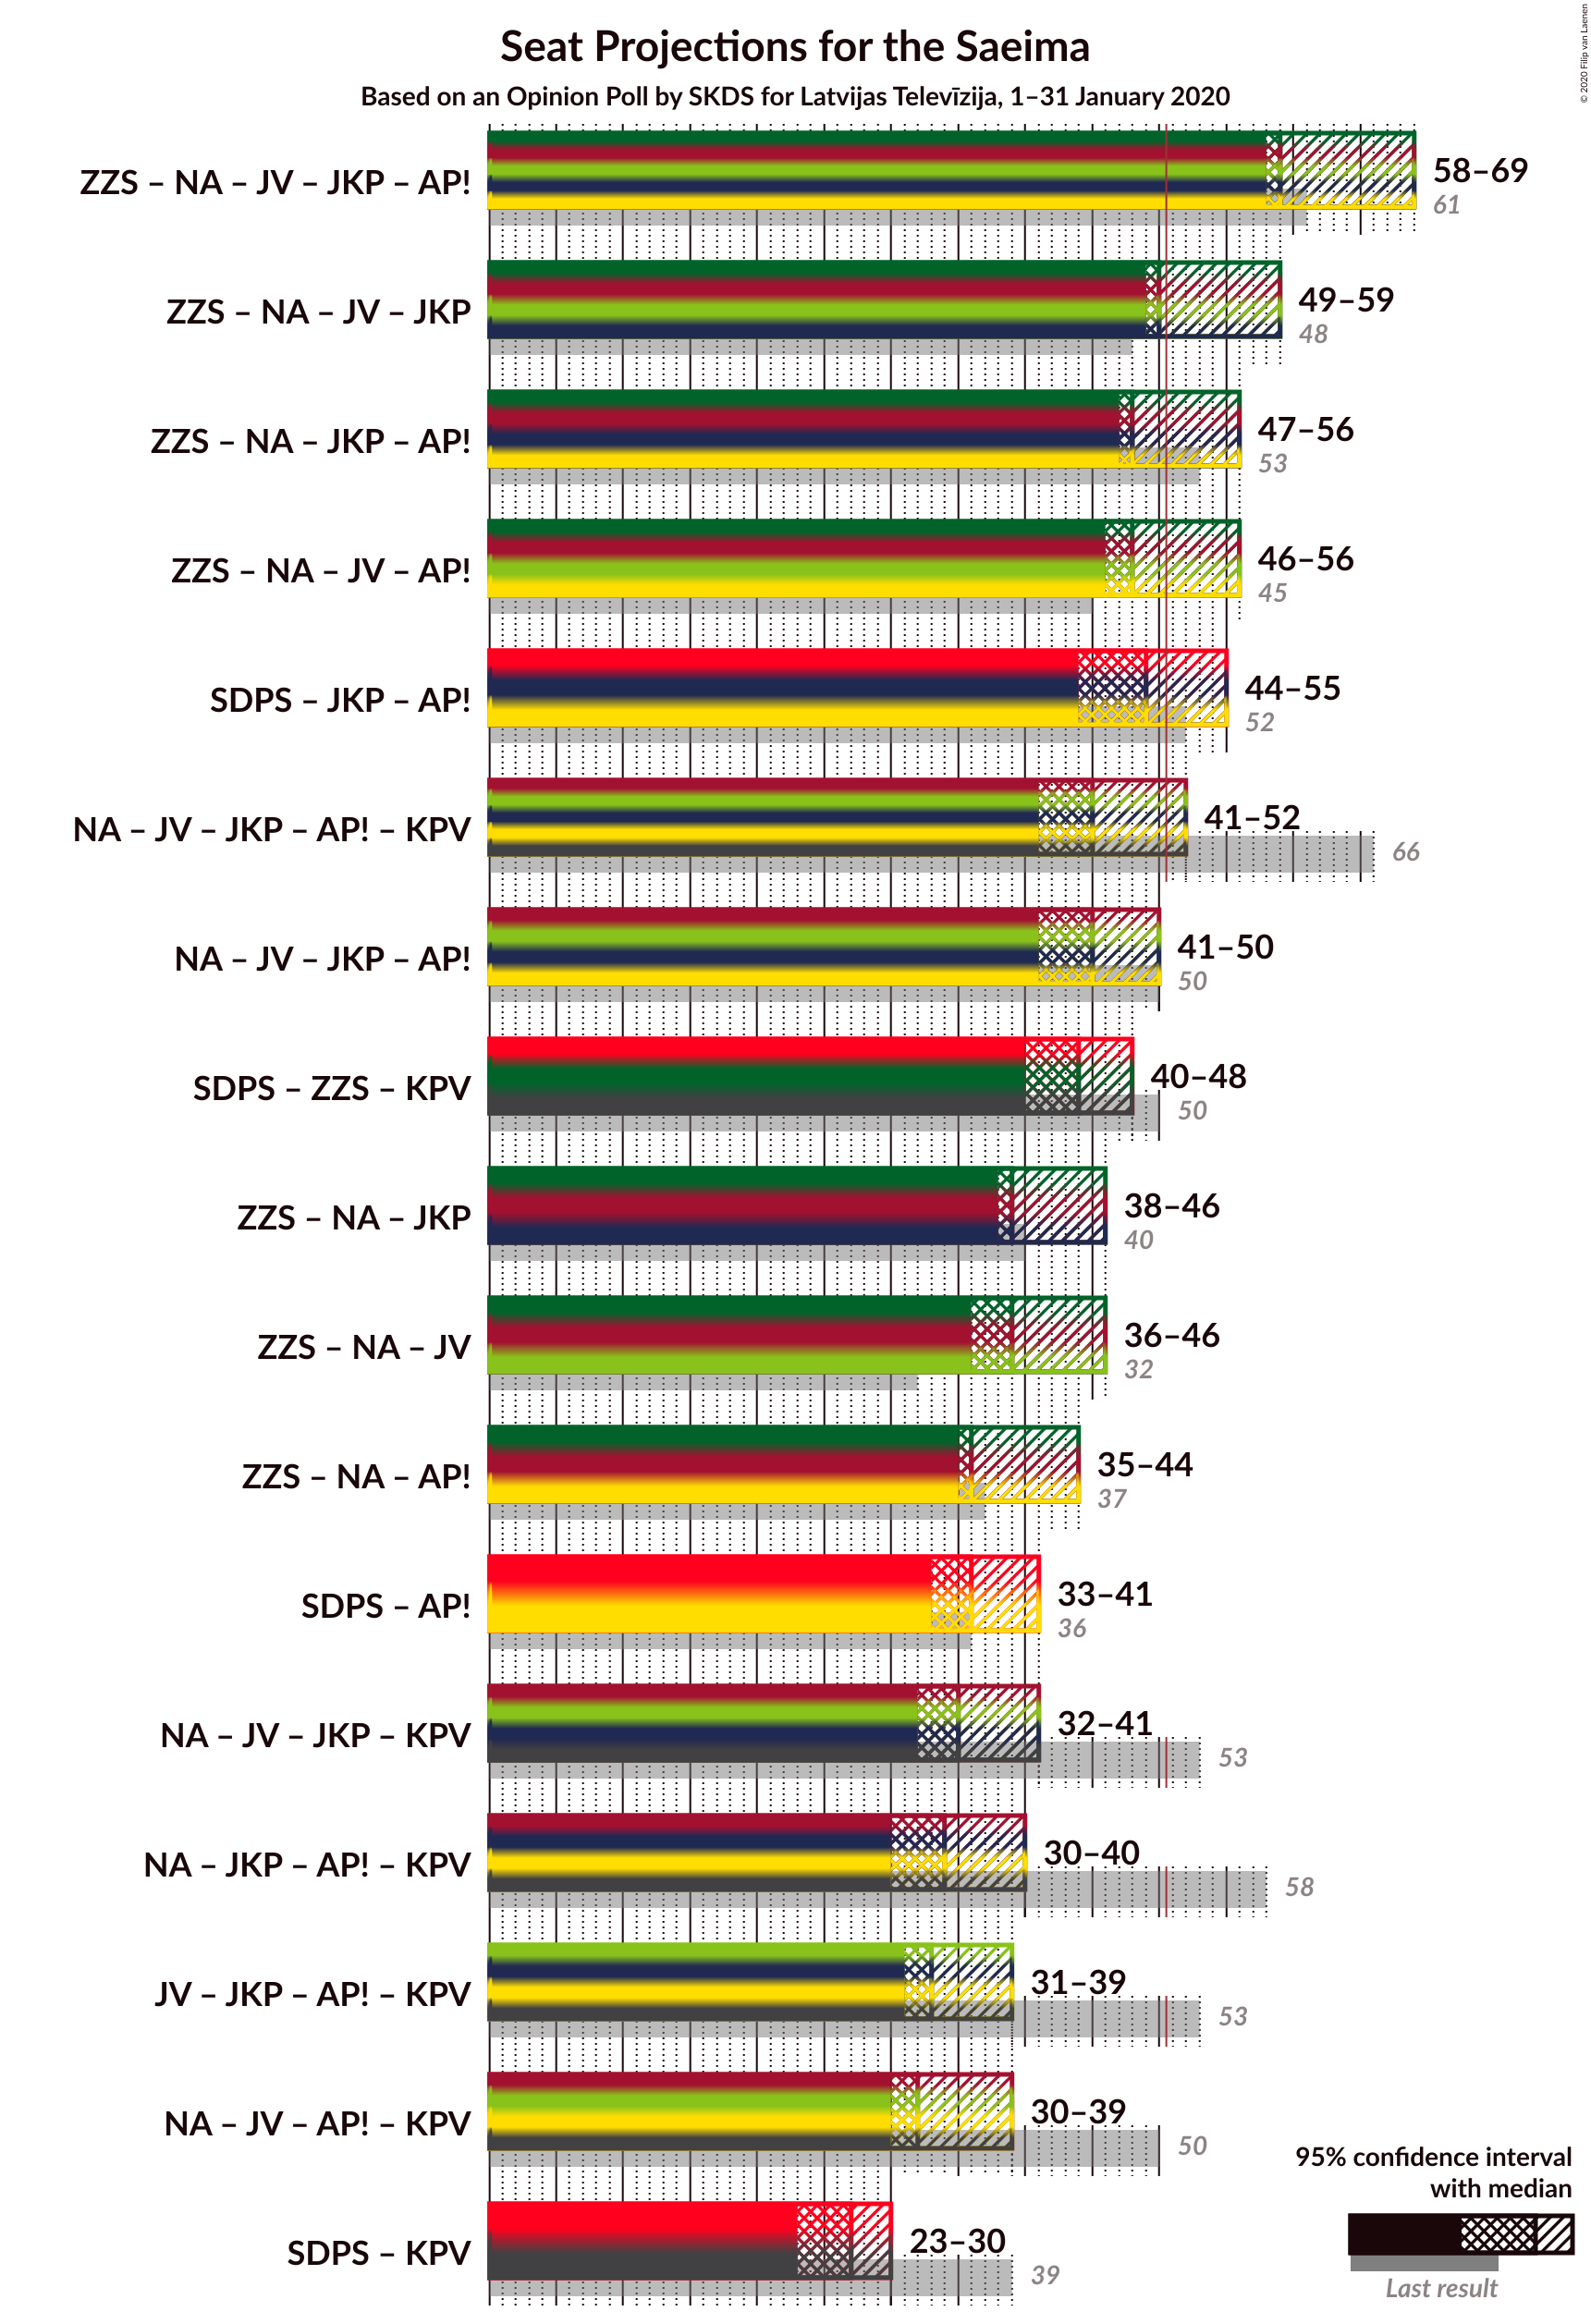 Seat Projections for the Saeima
Based on an Opinion Poll by SKDS for Latvijas Televīzija, 1–31 January 2020
© 2020 Filip van Laenen
ZZS – NA – JV – JKP – AP!
58–69
61
ZZS – NA – JV – JKP
49–59
48
ZZS – NA – JKP – AP!
47–56
53
ZZS – NA – JV – AP!
46–56
45
SDPS – JKP – AP!
44–55
52
NA – JV – JKP – AP! – KPV
41–52
66
NA – JV – JKP – AP!
41–50
50
SDPS – ZZS – KPV
40–48
50
ZZS – NA – JKP
38–46
40
ZZS – NA – JV
36–46
32
ZZS – NA – AP!
35–44
37
SDPS – AP!
33–41
36
NA – JV – JKP – KPV
32–41
53
NA – JKP – AP! – KPV
30–40
58
JV – JKP – AP! – KPV
31–39
53
NA – JV – AP! – KPV
30–39
50
SDPS – KPV
23–30
39
95% confidence interval
with median
Last result